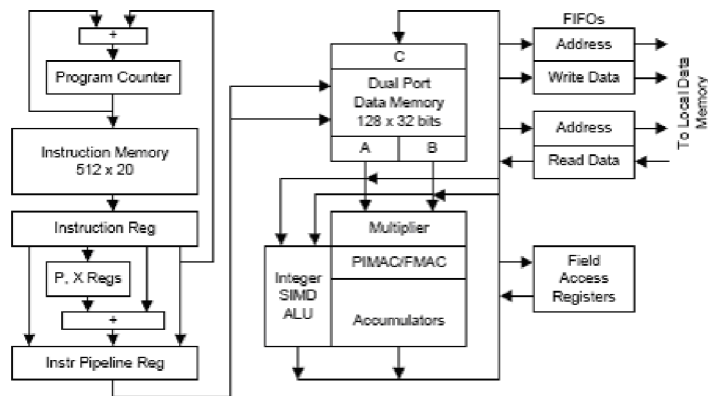 +
Program Counter
Instruction Memory
512 x 20
Instruction Reg
P, X Regs
+
Instr Pipeline Reg
C
Dual Port
Data Memory
128 x 32 bits
A
B
Multiplier
PIMAC/FMAC
Accumulators
Integer
SIMD
ALU
FIFOs
Address
Write Data
Address
Read Data
To Local Data
Memory
Field
Access
Registers